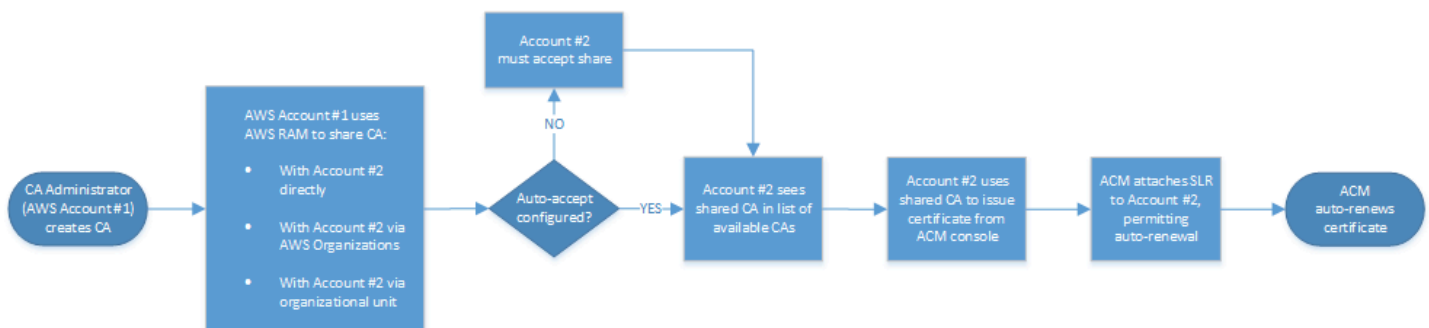 CA Administrator
(AWS Account #1)
creates CA
AWS Account #1 uses
AWS RAM to share CA:
• With Account #2
directly
• With Account #2 via
AWS Organizations
• With Account #2 via
organizational unit
Auto-accept
configured?
NO
Account #2
must accept share
YES
Account #2 sees
shared CA in list of
available CAs
Account #2 uses
shared CA to issue
certificate from
ACM console
ACM attaches SLR
to Account #2,
permitting
auto-renewal
ACM
auto-renews
certificate